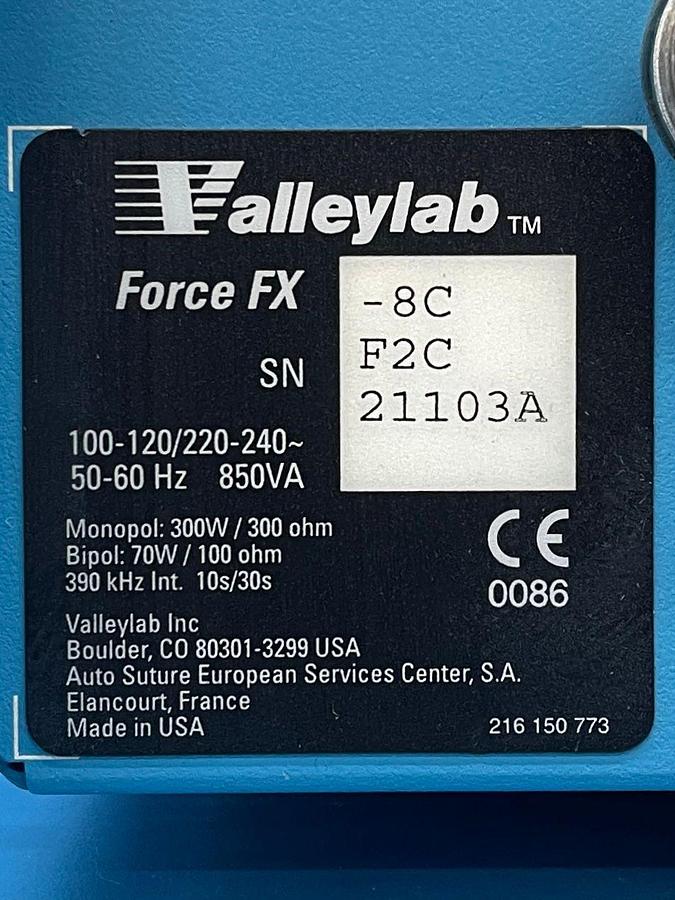 Valleylab™
Force FX -8C
SN F2C
21103A
100-120/220-240~
50-60 Hz 850VA
Monopol: 300W / 300 ohm
Bipol: 70W / 100 ohm
390 kHz Int. 10s/30s
CE
0086
Valleylab Inc
Boulder, CO 80301-3299 USA
Auto Suture European Services Center, S.A.
Elancourt, France
Made in USA 216 150 773